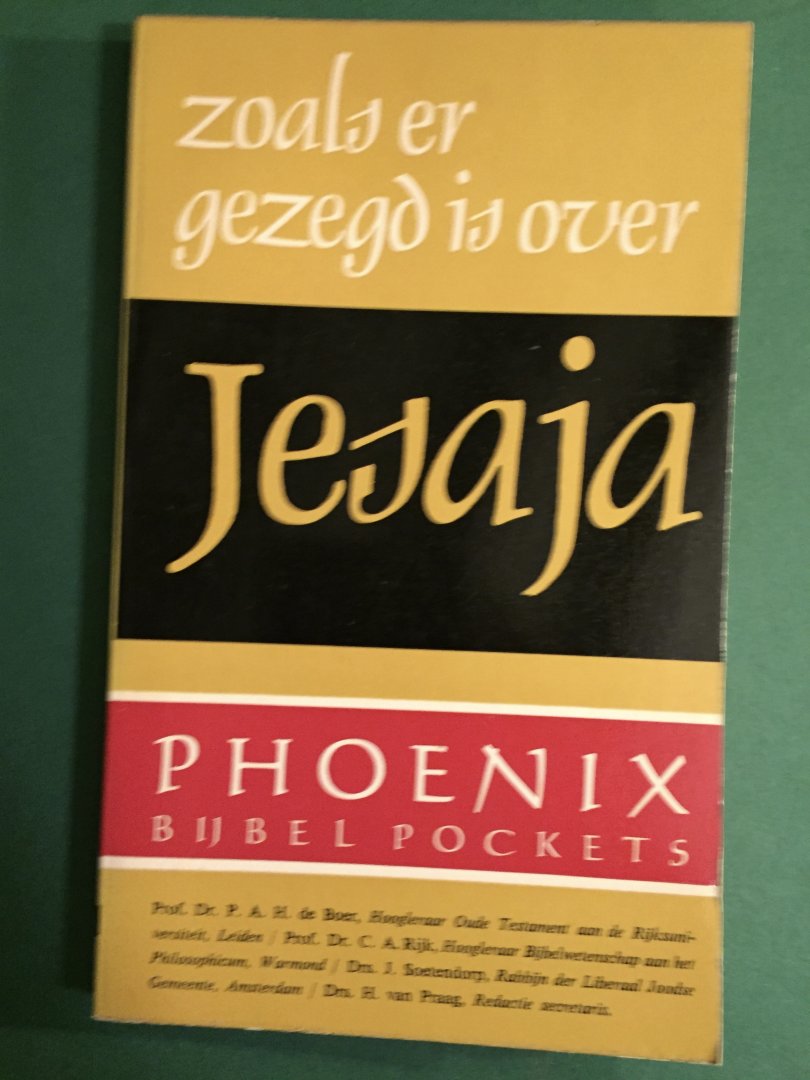 zoals er
gezegd is over
Jesaja
PHOENIX
BIJBEL POCKETS
Prof. Dr. P. A. H. de Boer, Hoogleraar Oude Testament aan de Rijksuni-
versiteit, Leiden / Prof. Dr. C. A. Rijk, Hoogleraar Bijbelwetenschap aan het
Philosophicum, Warmond / Drs. J. Soetendorp, Rabbijn der Liberaal Joodse
Gemeente, Amsterdam / Drs. H. van Praag, Redactie secretaris.